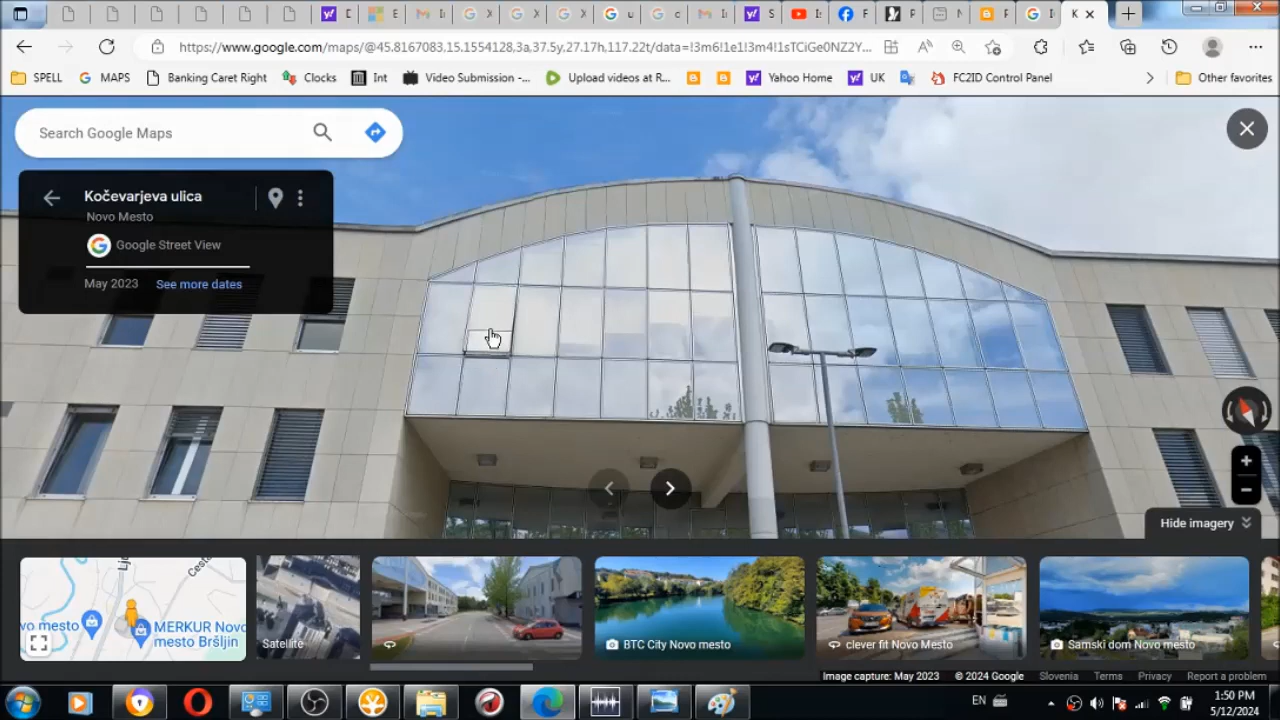 https://www.google.com/maps/@45.8167083,15.1554128,3a,37.5y,27.17h,117.22t/data=!3m6!1e1!3m4!1sTCiGe0NZ2Y...
SPELL
MAPS
Banking Caret Right
Clocks
Int
Video Submission -...
Upload videos at R...
Yahoo Home
UK
FC2ID Control Panel
Other favorites
Search Google Maps
Kočevarjeva ulica
Novo Mesto
Google Street View
May 2023
See more dates
Hide imagery
MERKUR Novo
mesto Bršljin
Satellite
BTC City Novo mesto
clever fit Novo Mesto
Samski dom Novo mesto
Image capture: May 2023
© 2024 Google
Slovenia
Terms
Privacy
Report a problem
EN
1:50 PM
5/12/2024